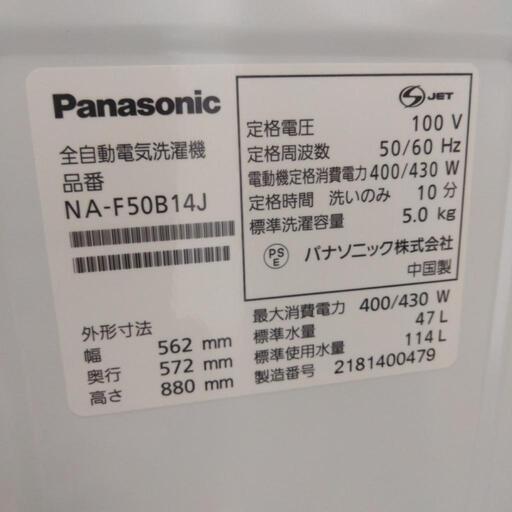 Panasonic
全自動電気洗濯機
品番
NA-F50B14J
外形寸法
幅 562 mm
奥行 572 mm
高さ 880 mm
S JET
定格電圧 100 V
定格周波数 50/60 Hz
電動機定格消費電力 400/430 W
定格時間 洗いのみ 10 分
標準洗濯容量 5.0 kg
PS E パナソニック株式会社
中国製
最大消費電力 400/430 W
標準水量 47 L
標準使用水量 114 L
製造番号 2181400479